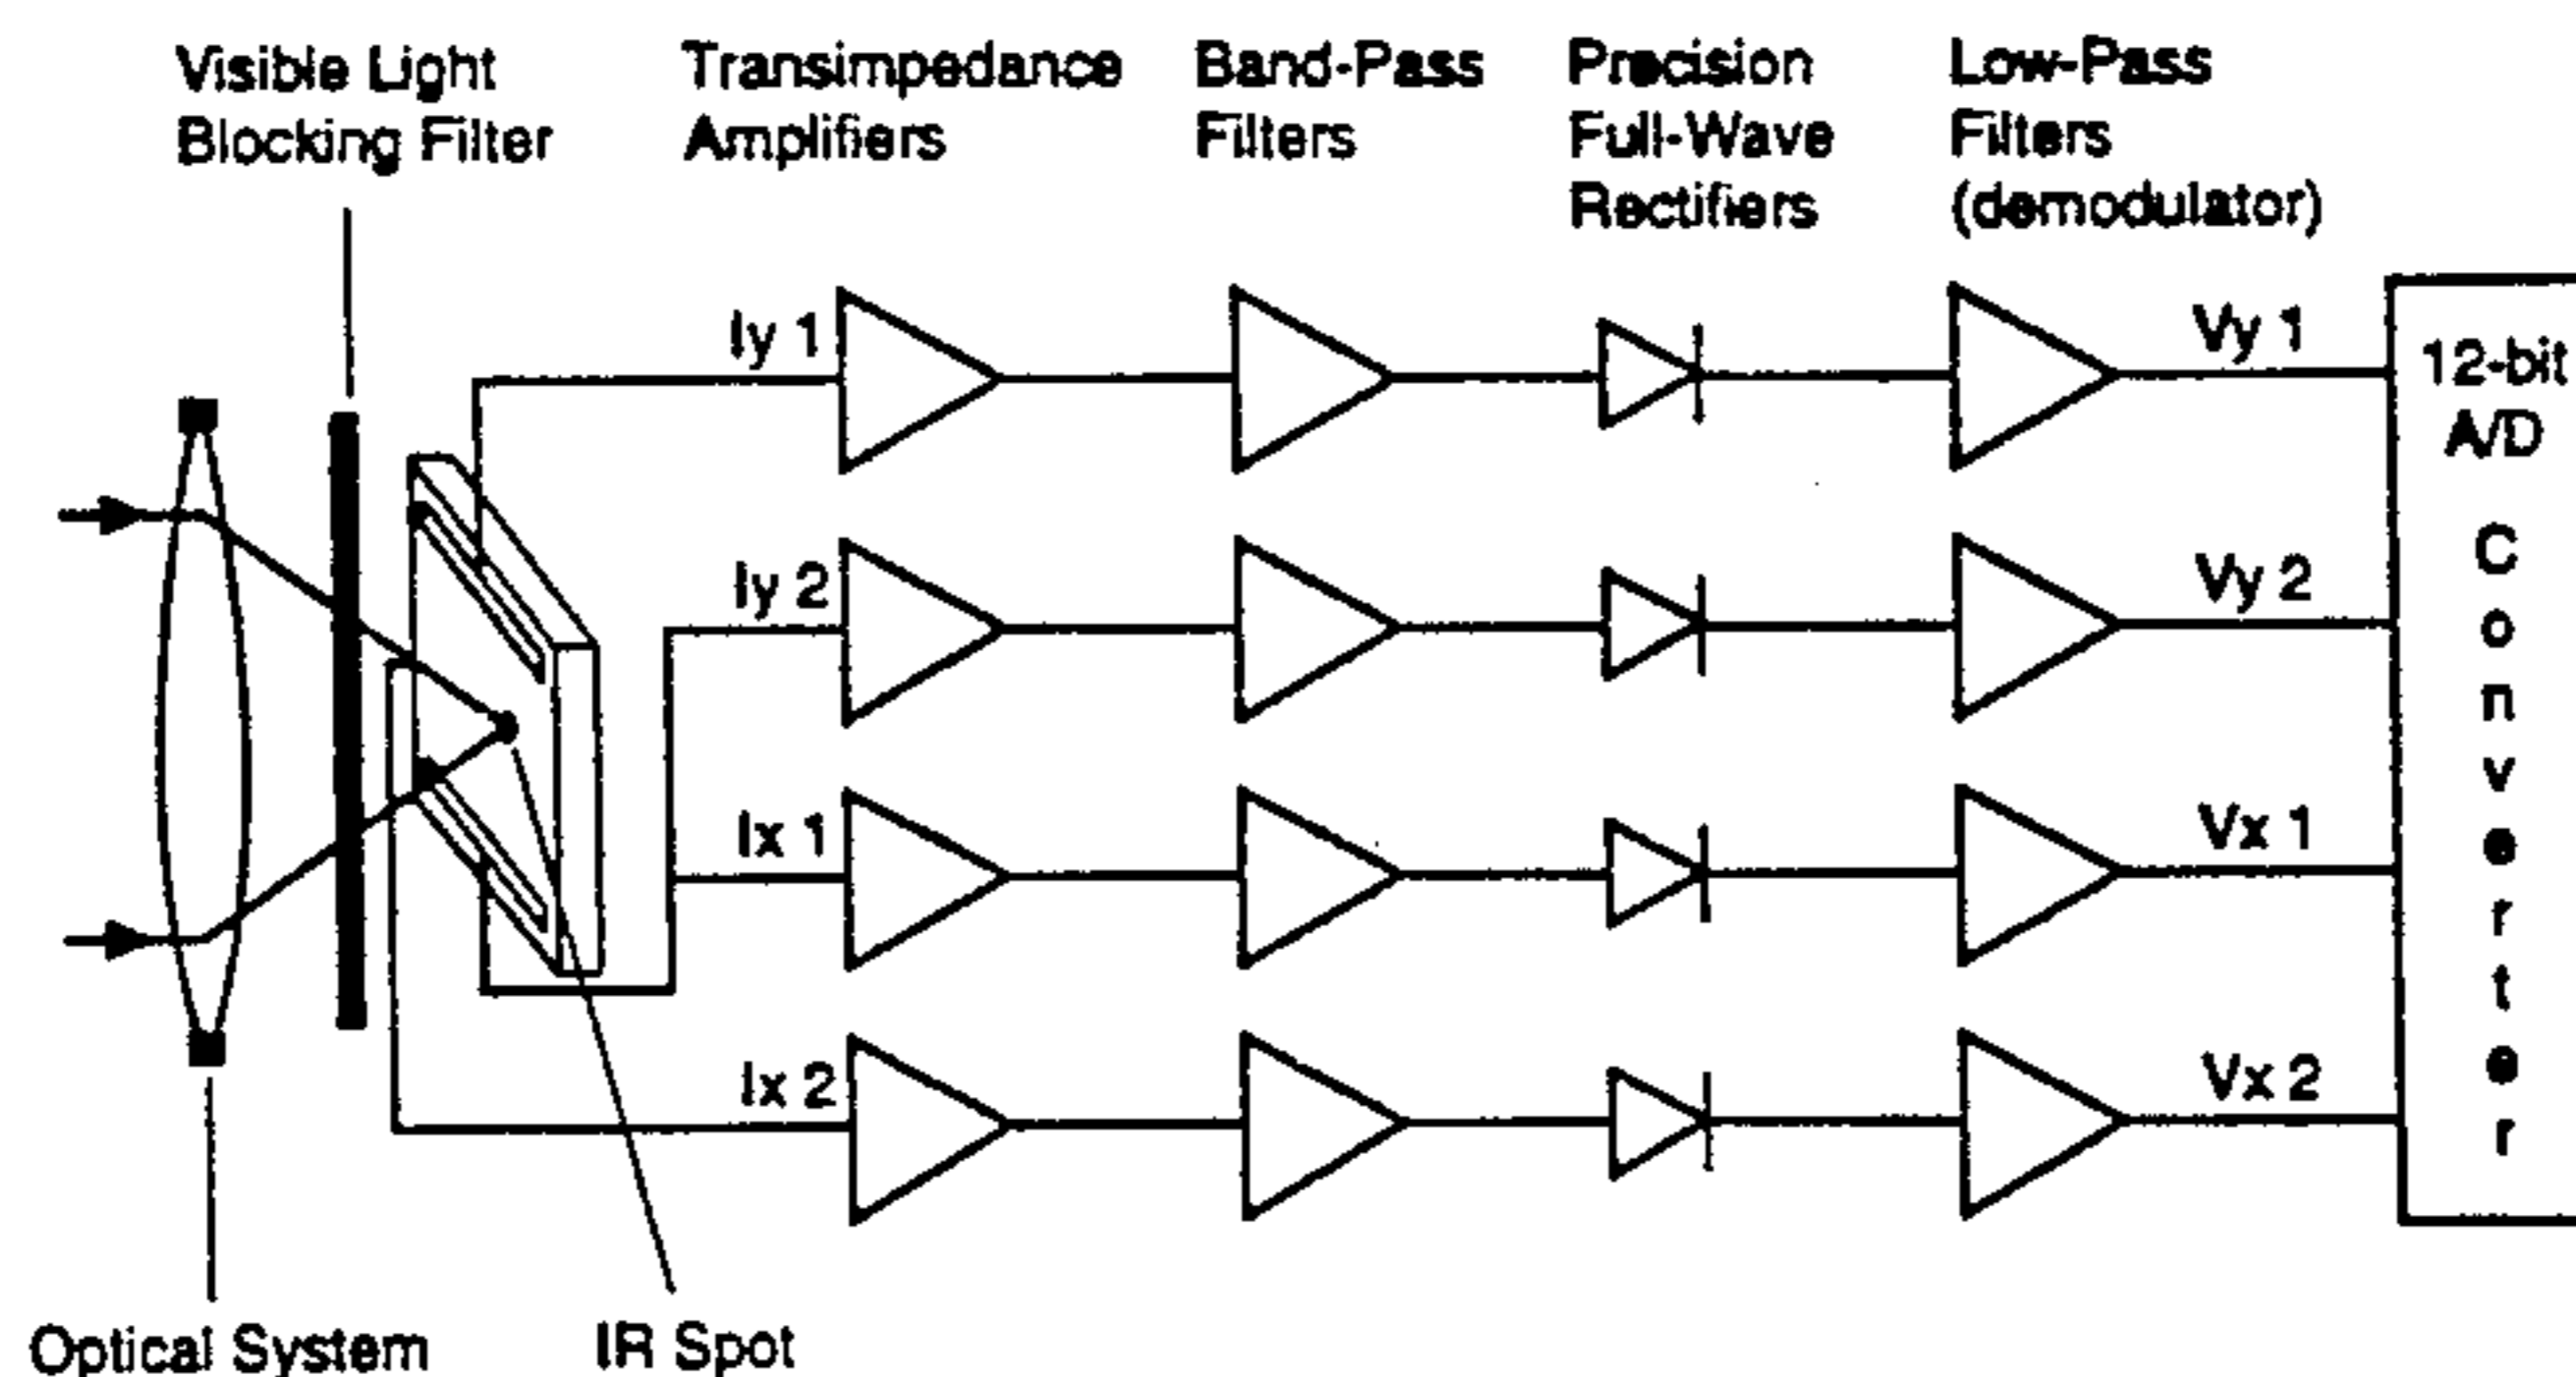 Visible Light
Blocking Filter
Transimpedance
Amplifiers
Band-Pass
Filters
Precision
Full-Wave
Rectifiers
Low-Pass
Filters
(demodulator)
Iy 1
Vy 1
12-bit
A/D
Converter
Iy 2
Vy 2
Ix 1
Vx 1
Ix 2
Vx 2
Optical System
IR Spot